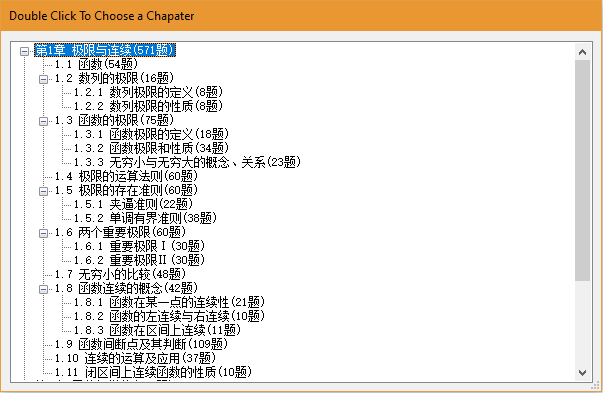 Double Click To Choose a Chapater
第1章 极限与连续(571题)
1.1 函数(54题)
1.2 数列的极限(16题)
1.2.1 数列极限的定义(8题)
1.2.2 数列极限的性质(8题)
1.3 函数的极限(75题)
1.3.1 函数极限的定义(18题)
1.3.2 函数极限和性质(34题)
1.3.3 无穷小与无穷大的概念、关系(23题)
1.4 极限的运算法则(60题)
1.5 极限的存在准则(60题)
1.5.1 夹逼准则(22题)
1.5.2 单调有界准则(38题)
1.6 两个重要极限(60题)
1.6.1 重要极限Ⅰ(30题)
1.6.2 重要极限Ⅱ(30题)
1.7 无穷小的比较(48题)
1.8 函数连续的概念(42题)
1.8.1 函数在某一点的连续性(21题)
1.8.2 函数的左连续与右连续(10题)
1.8.3 函数在区间上连续(11题)
1.9 函数间断点及其判断(109题)
1.10 连续的运算及应用(37题)
1.11 闭区间上连续函数的性质(10题)